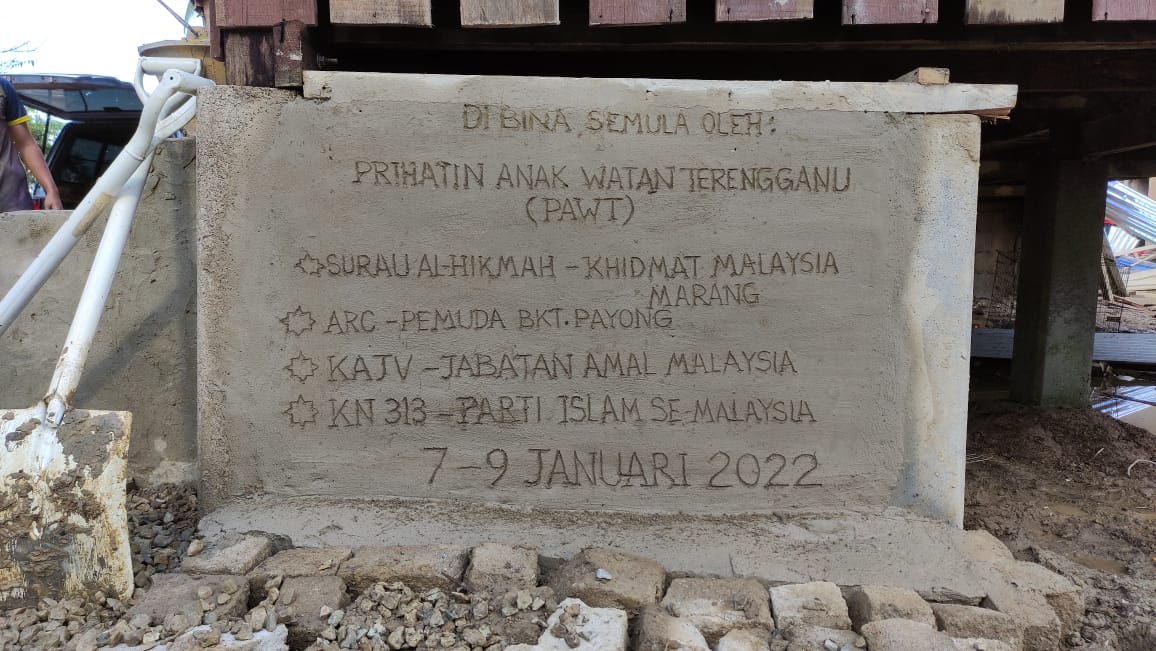 DI BINA SEMULA OLEH:
PRIHATIN ANAK WATAN TERENGGANU
(PAWT)
SURAU AL-HIKMAH - KHIDMAT MALAYSIA
MARANG
ARC - PEMUDA BKT. PAYONG
KAJV - JABATAN AMAL MALAYSIA
KN 313 - PARTI ISLAM SE-MALAYSIA
7-9 JANUARI 2022